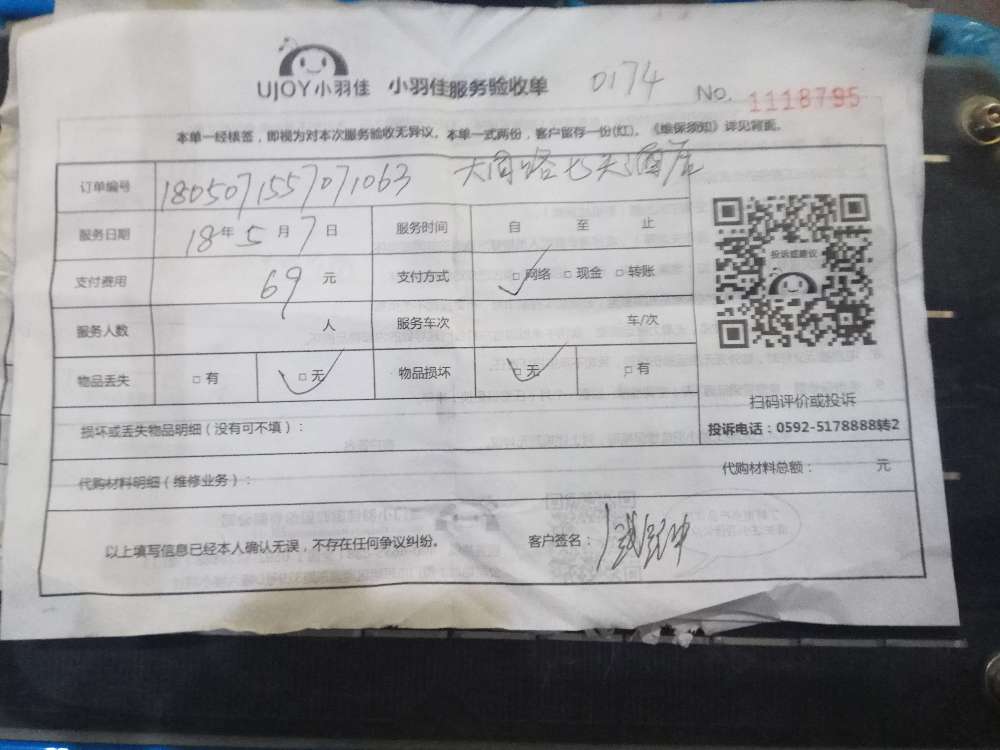 UJOY小羽佳 小羽佳服务验收单 0174 No. 1118795
本单一经核签，即视为对本次服务验收无异议。本单一式两份，客户留存一份(红)。《维保须知》详见背面。
订单编号 1805071557071063 大同路七天酒店
服务日期 18年5月7日 服务时间 自 至 止
投诉或建议
支付费用 69 元 支付方式 □网络 □现金 □转账
服务人数 人 服务车次 车/次
物品丢失 □有 □无 物品损坏 □无 □有
扫码评价或投诉
损坏或丢失物品明细（没有可不填）： 投诉电话：0592-5178888转2
代购材料明细（维修业务）： 代购材料总额： 元
以上填写信息已经本人确认无误，不存在任何争议纠纷。 客户签名：